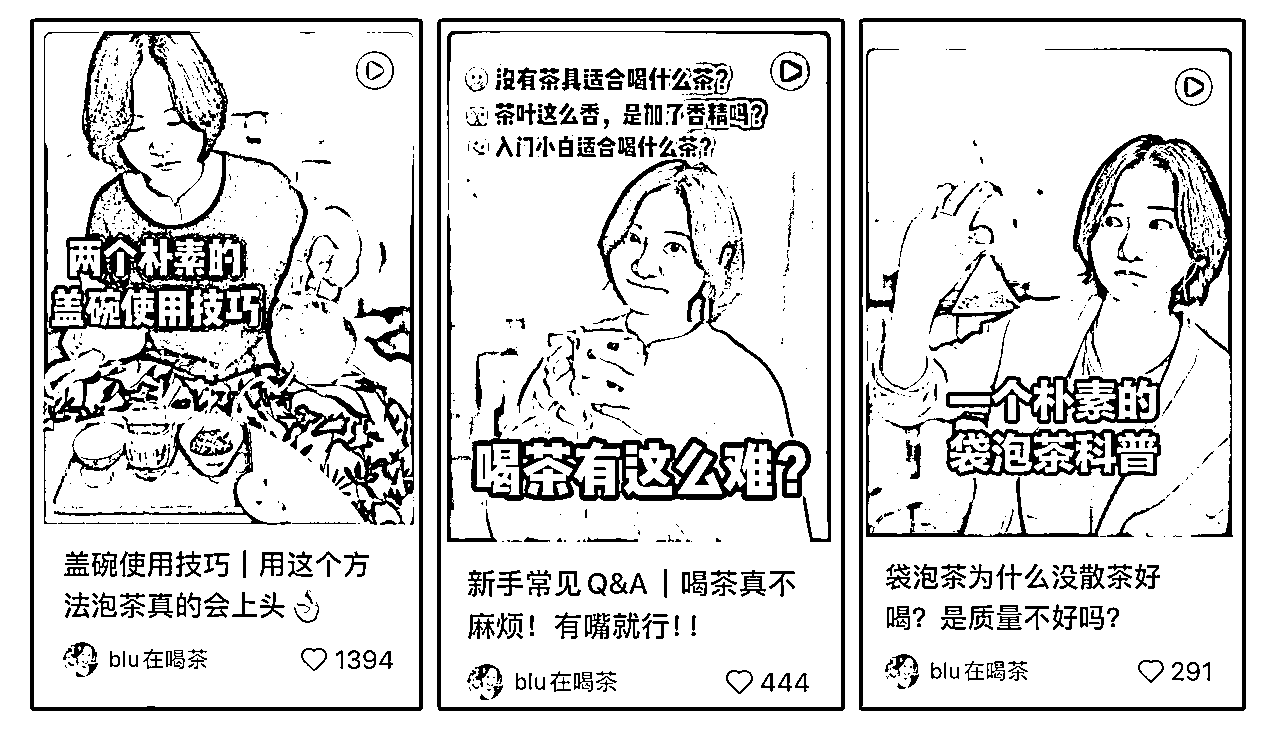 两个朴素的
盖碗使用技巧
盖碗使用技巧｜用这个方
法泡茶真的会上头
blu在喝茶
1394
没有茶具适合喝什么茶?
茶叶这么香，是加了香精吗?
入门小白适合喝什么茶?
喝茶有这么难?
新手常见Q&A｜喝茶真不
麻烦！有嘴就行!!
blu在喝茶
444
一个朴素的
袋泡茶科普
袋泡茶为什么没散茶好
喝？是质量不好吗?
blu在喝茶
291